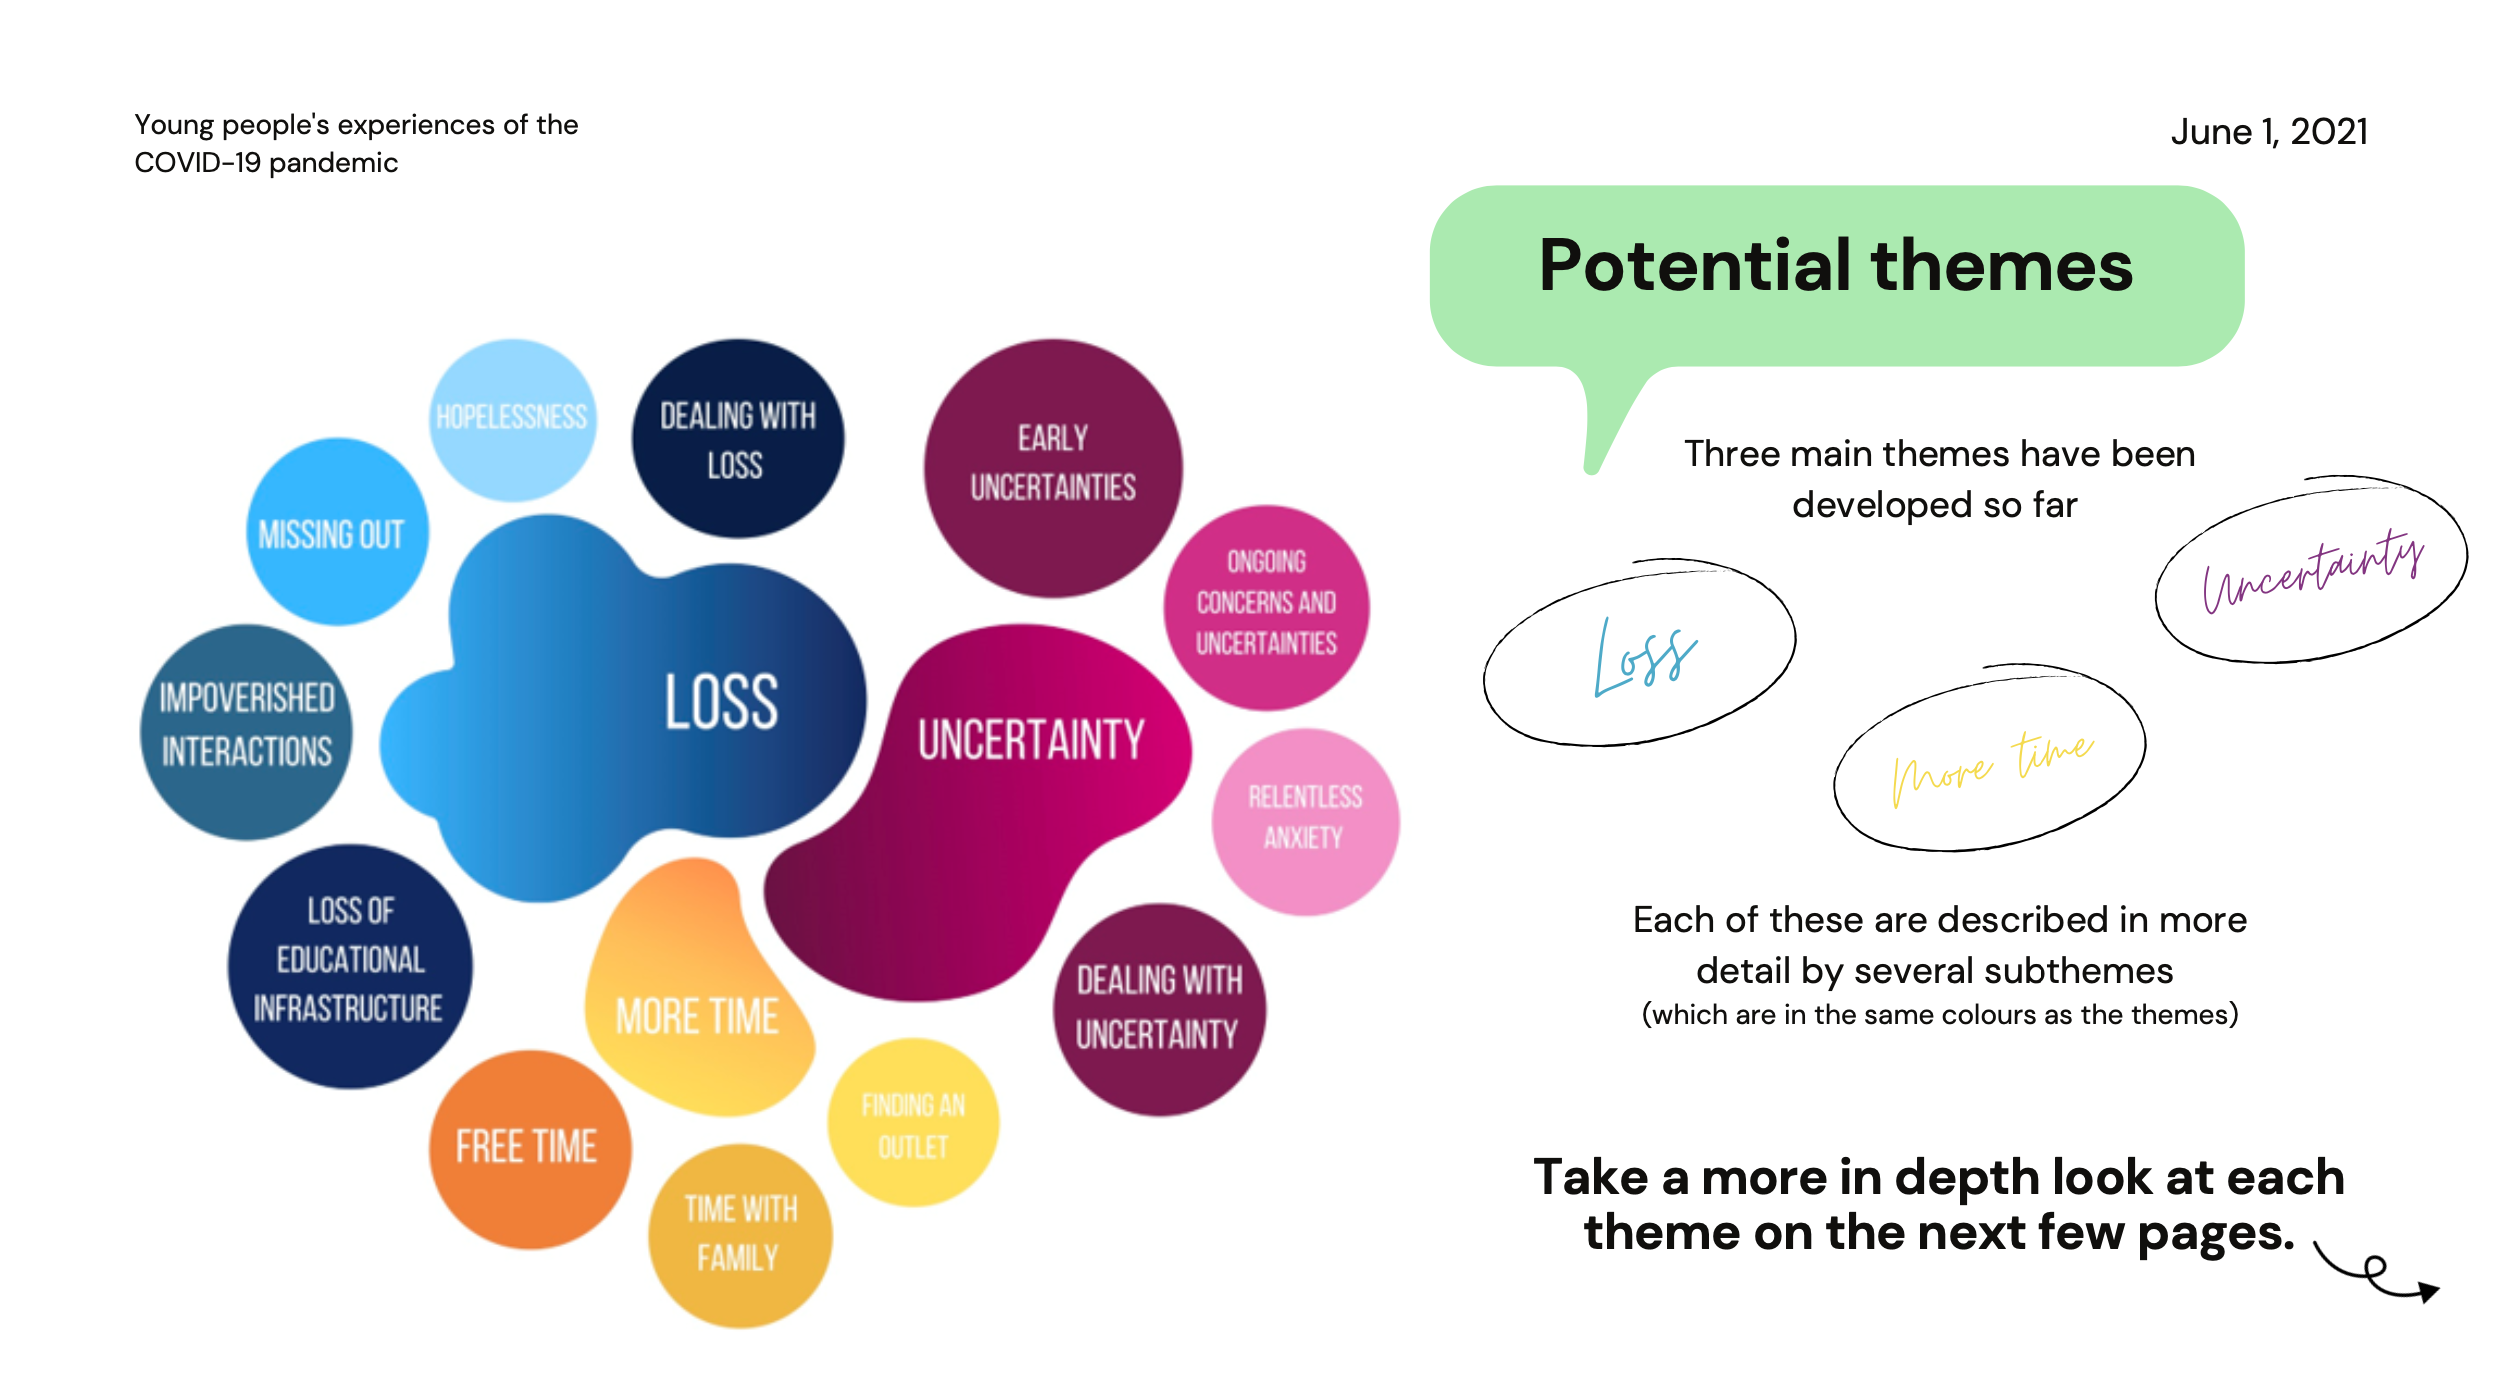 Young people's experiences of the
COVID-19 pandemic
June 1, 2021
Potential themes
HOPELESSNESS
DEALING WITH
LOSS
EARLY
UNCERTAINTIES
MISSING OUT
ONGOING
CONCERNS AND
UNCERTAINTIES
IMPOVERISHED
INTERACTIONS
LOSS
UNCERTAINTY
RELENTLESS
ANXIETY
LOSS OF
EDUCATIONAL
INFRASTRUCTURE
MORE TIME
DEALING WITH
UNCERTAINTY
FREE TIME
FINDING AN
OUTLET
TIME WITH
FAMILY
Three main themes have been
developed so far
Loss
Uncertainty
More time
Each of these are described in more
detail by several subthemes
(which are in the same colours as the themes)
Take a more in depth look at each
theme on the next few pages.